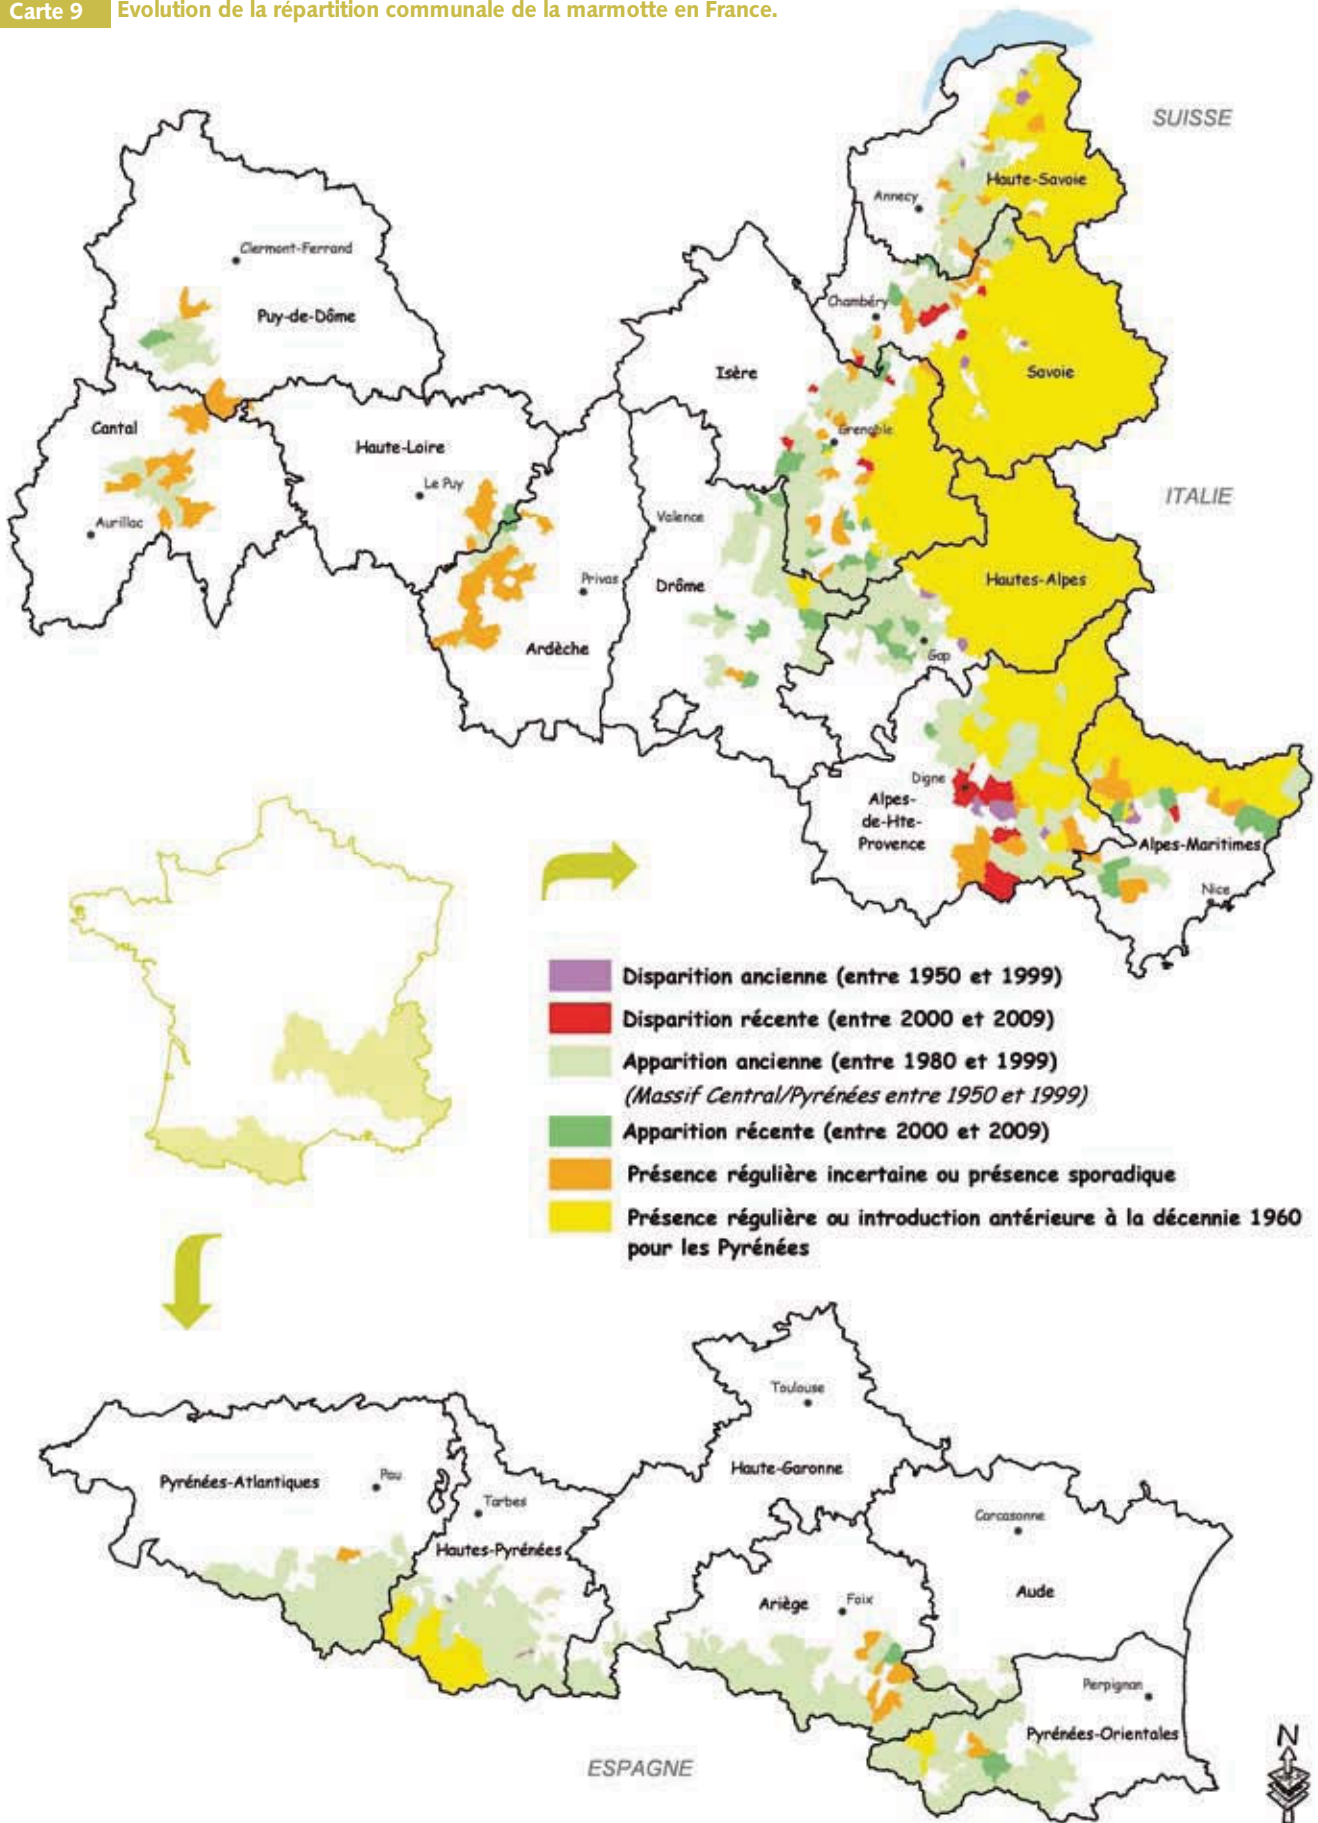 Carte 9 Evolution de la répartition communale de la marmotte en France.
SUISSE
Haute-Savoie
Annecy
Clermont-Ferrand
Puy-de-Dôme
Chambéry
Isère
Savoie
Cantal
Haute-Loire
Grenoble
Le Puy
ITALIE
Aurillac
Valence
Privas
Drôme
Hautes-Alpes
Ardèche
Gap
Digne
Alpes-
de-Hte-
Provence
Alpes-Maritimes
Nice
Disparition ancienne (entre 1950 et 1999)
Disparition récente (entre 2000 et 2009)
Apparition ancienne (entre 1980 et 1999)
(Massif Central/Pyrénées entre 1950 et 1999)
Apparition récente (entre 2000 et 2009)
Présence régulière incertaine ou présence sporadique
Présence régulière ou introduction antérieure à la décennie 1960
pour les Pyrénées
Toulouse
Haute-Garonne
Pyrénées-Atlantiques
Pau
Tarbes
Carcasonne
Hautes-Pyrénées
Ariège
Foix
Aude
Perpignan
Pyrénées-Orientales
ESPAGNE
N